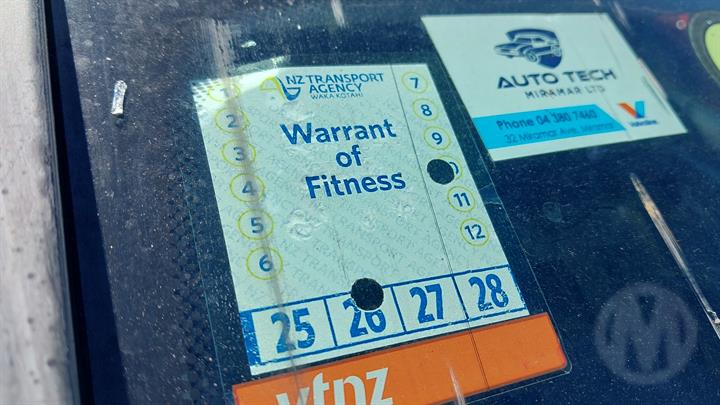 NZ TRANSPORT
AGENCY
WAKA KOTAHI
Warrant
of
Fitness
2
3
4
5
6
7
8
9
11
12
25 26 27 28
vtnz
AUTO TECH
MIRAMAR LTD
Phone 04 380 7460
32 Miramar Ave, Miramar
Valvoline
M